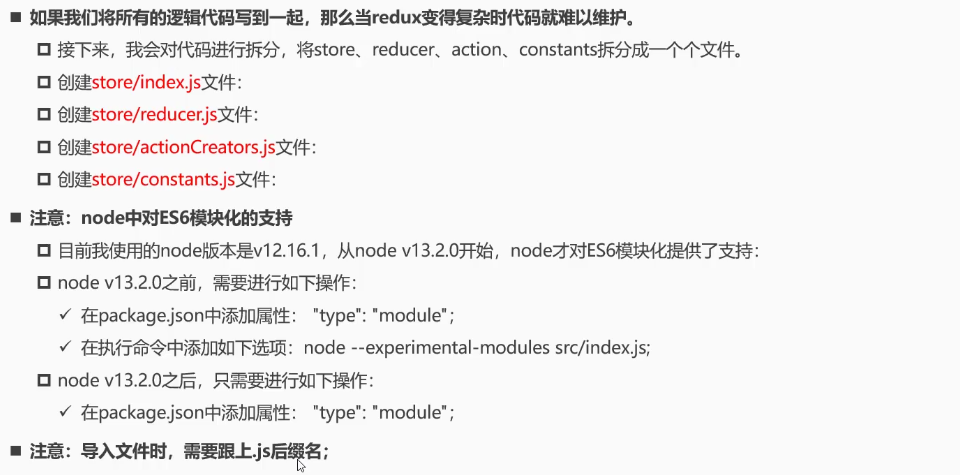 如果我们将所有的逻辑代码写到一起，那么当redux变得复杂时代码就难以维护。
接下来，我会对代码进行拆分，将store、reducer、action、constants拆分成一个个文件。
创建store/index.js文件：
创建store/reducer.js文件：
创建store/actionCreators.js文件：
创建store/constants.js文件：
注意：node中对ES6模块化的支持
目前我使用的node版本是v12.16.1，从node v13.2.0开始，node才对ES6模块化提供了支持：
node v13.2.0之前，需要进行如下操作：
在package.json中添加属性： "type": "module"；
在执行命令中添加如下选项：node --experimental-modules src/index.js;
node v13.2.0之后，只需要进行如下操作：
在package.json中添加属性： "type": "module"；
注意：导入文件时，需要跟上.js后缀名；